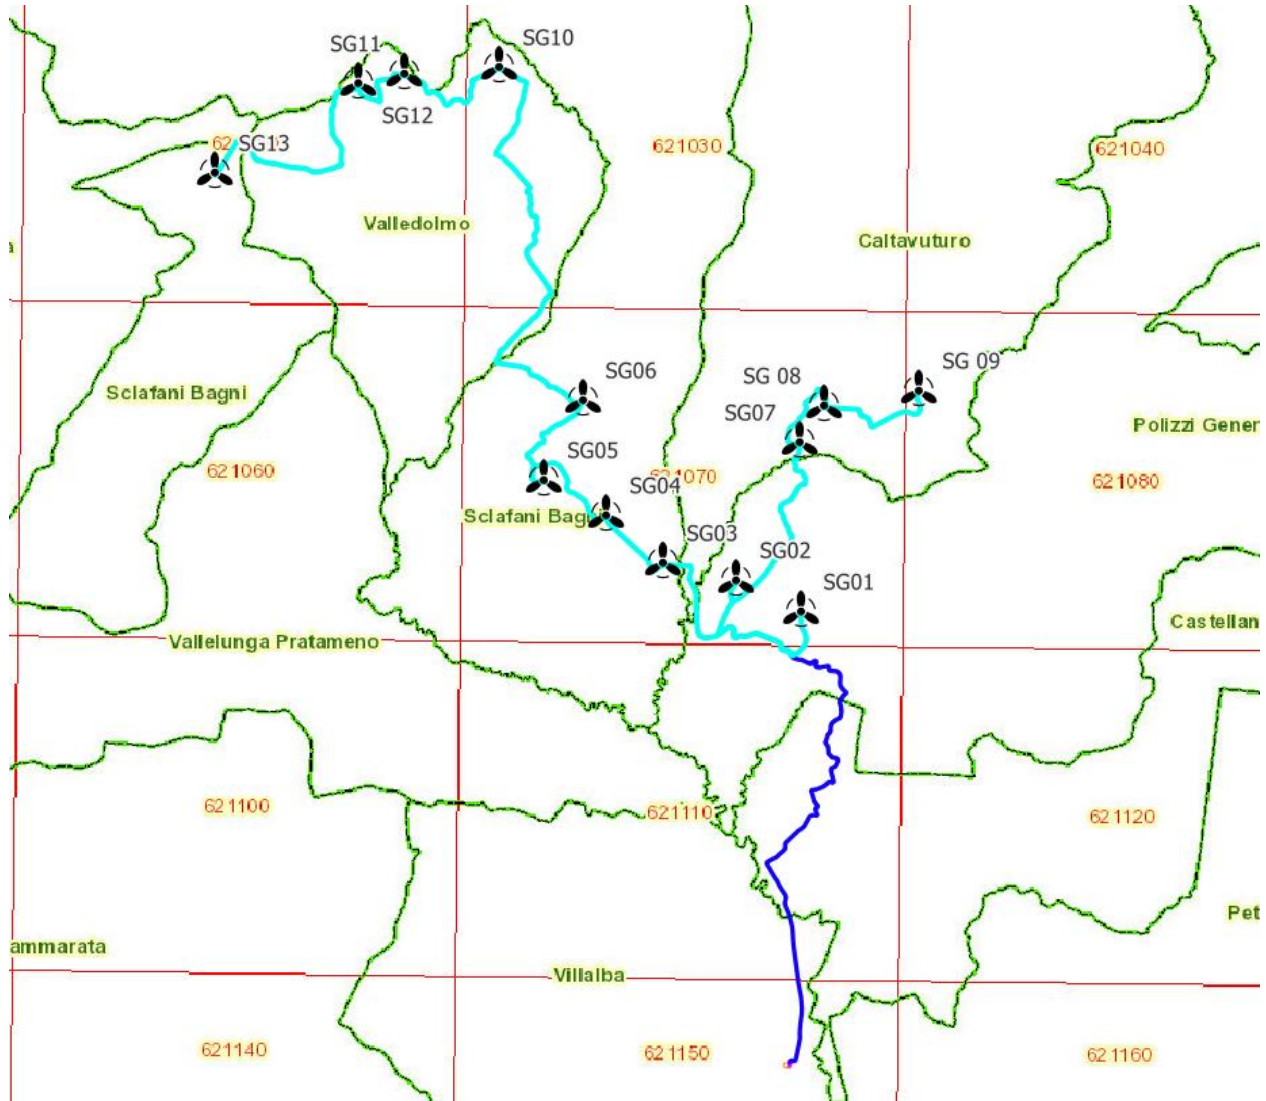 SG10
SG11
SG12
SG13
621030
621040
Valledolmo
Caltavuturo
SG06
SG 08
SG 09
Sclafani Bagni
SG07
Polizzi Gener
SG05
621060
621070
621080
SG04
Sclafani Bagni
SG03
SG02
SG01
Castellan
Vallelunga Pratameno
621100
621110
621120
Pet
ammarata
Villalba
621140
621150
621160